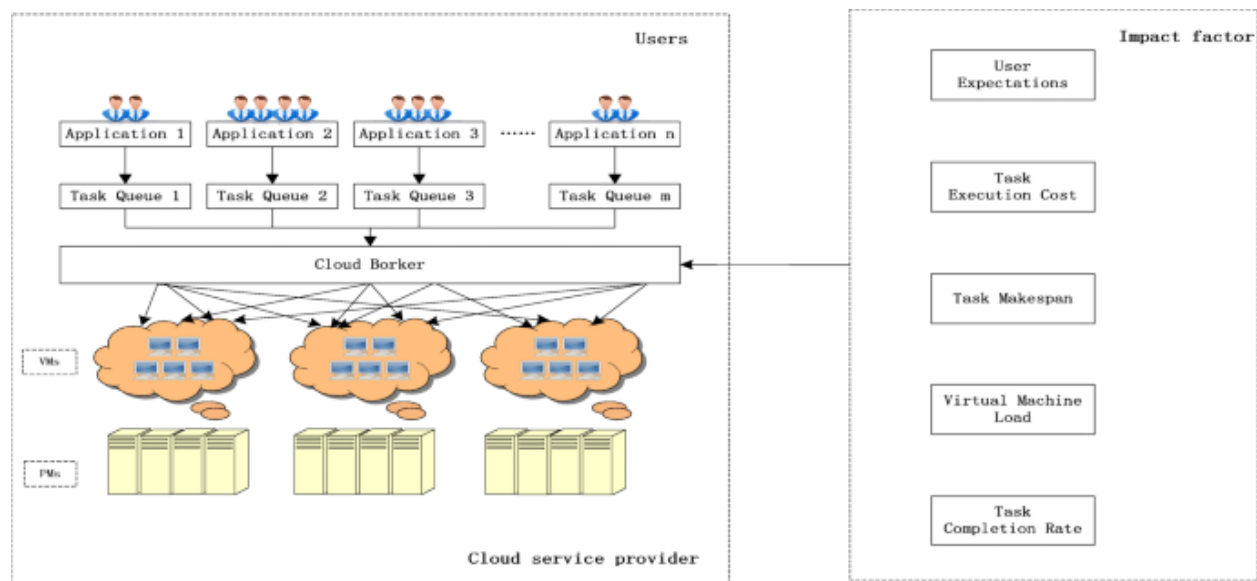 Users
Application 1
Application 2
Application 3
......
Application n
Task Queue 1
Task Queue 2
Task Queue 3
Task Queue m
Cloud Borker
VMs
PMs
Cloud service provider
Impact factor
User
Expectations
Task
Execution Cost
Task Makespan
Virtual Machine
Load
Task
Completion Rate